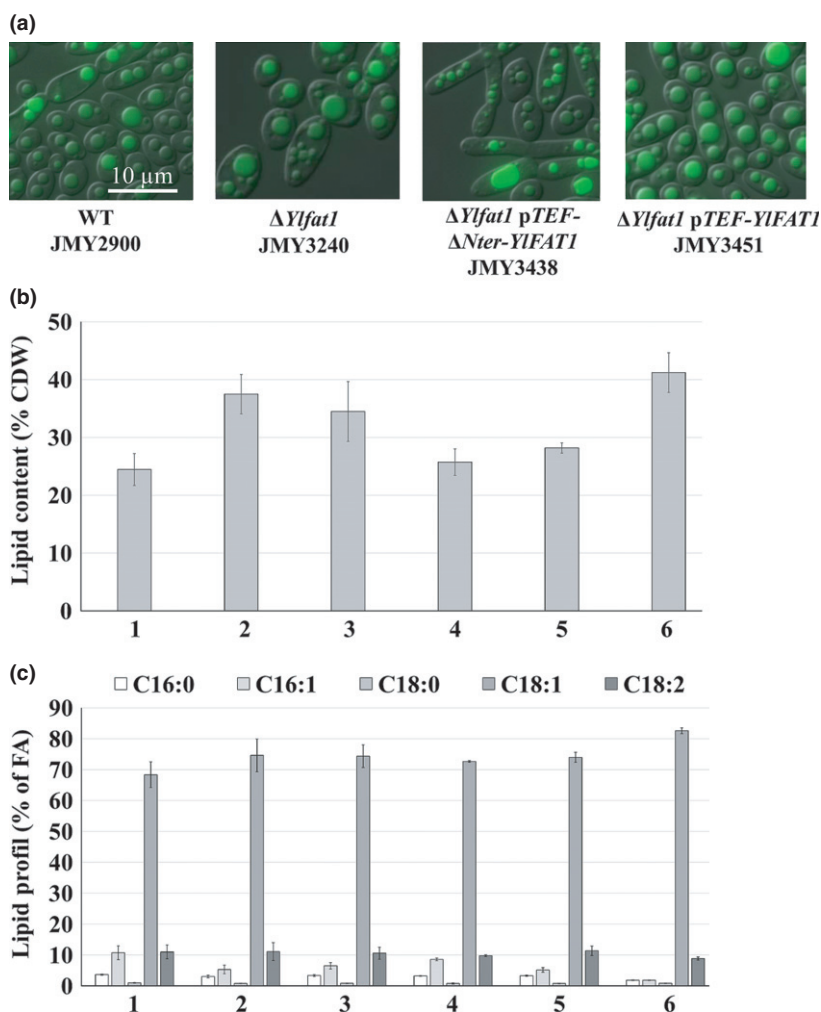 (a)
10 µm
WT
JMY2900
ΔYlfat1
JMY3240
ΔYlfat1 pTEF-
ΔNter-YlFAT1
JMY3438
ΔYlfat1 pTEF-YlFAT1
JMY3451
(b)
Lipid content (% CDW)
50
40
30
20
10
0
1 2 3 4 5 6
(c)
C16:0 C16:1 C18:0 C18:1 C18:2
Lipid profil (% of FA)
90
80
70
60
50
40
30
20
10
0
1 2 3 4 5 6